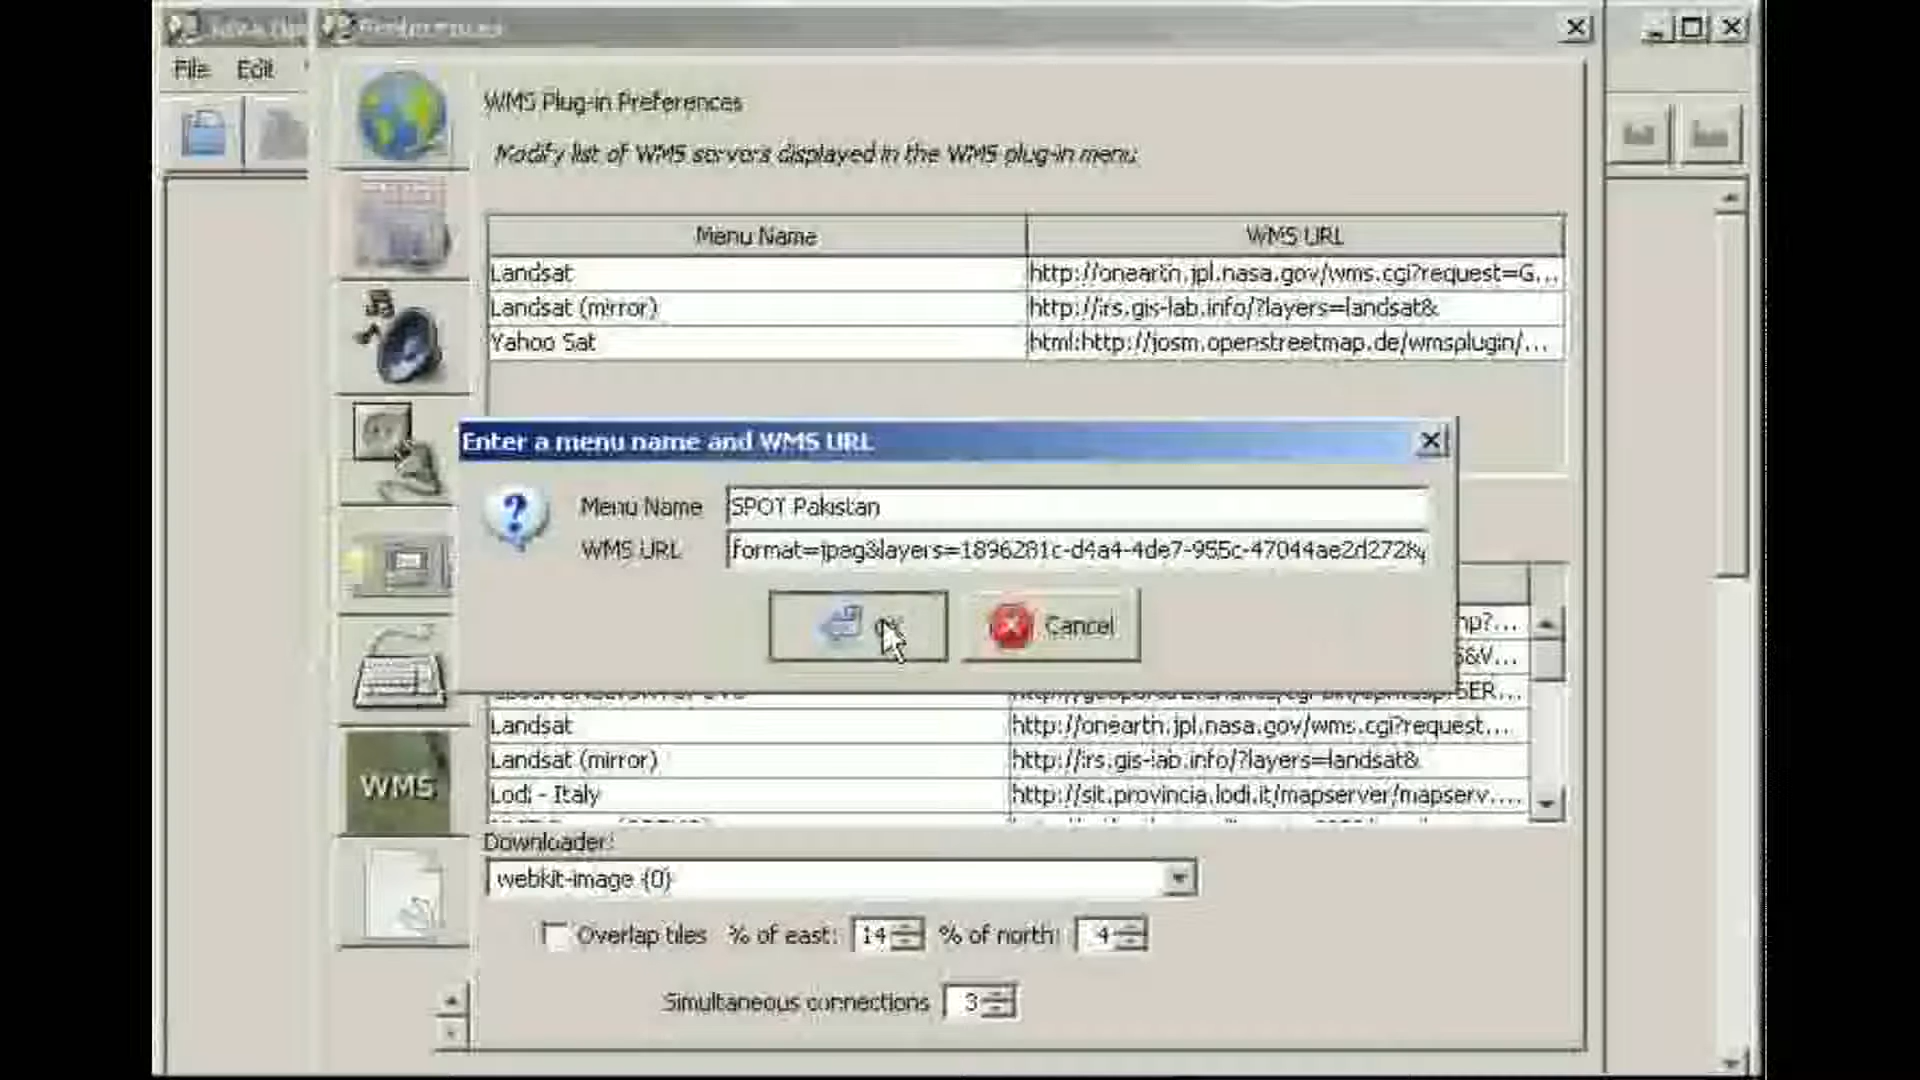 Preferences
File Edit
WMS Plug-in Preferences
Modify list of WMS servers displayed in the WMS plug-in menu
Menu Name WMS URL
Landsat http://onearth.jpl.nasa.gov/wms.cgi?request=G...
Landsat (mirror) http://irs.gis-lab.info/?layers=landsat&
Yahoo Sat html:http://josm.openstreetmap.de/wmsplugin/...
Enter a menu name and WMS URL
Menu Name SPOT Pakistan
WMS URL format=jpeg&layers=1896281c-d4a4-4de7-955c-47044ae2d272&
OK Cancel
np?...
S&V...
SER...
Landsat http://onearth.jpl.nasa.gov/wms.cgi?request...
Landsat (mirror) http://irs.gis-lab.info/?layers=landsat&
Lodi - Italy http://sit.provincia.lodi.it/mapserver/mapserv....
WMS
Downloader:
webkit-image {0}
Overlap tiles % of east: 14 % of north: 4
Simultaneous connections 3